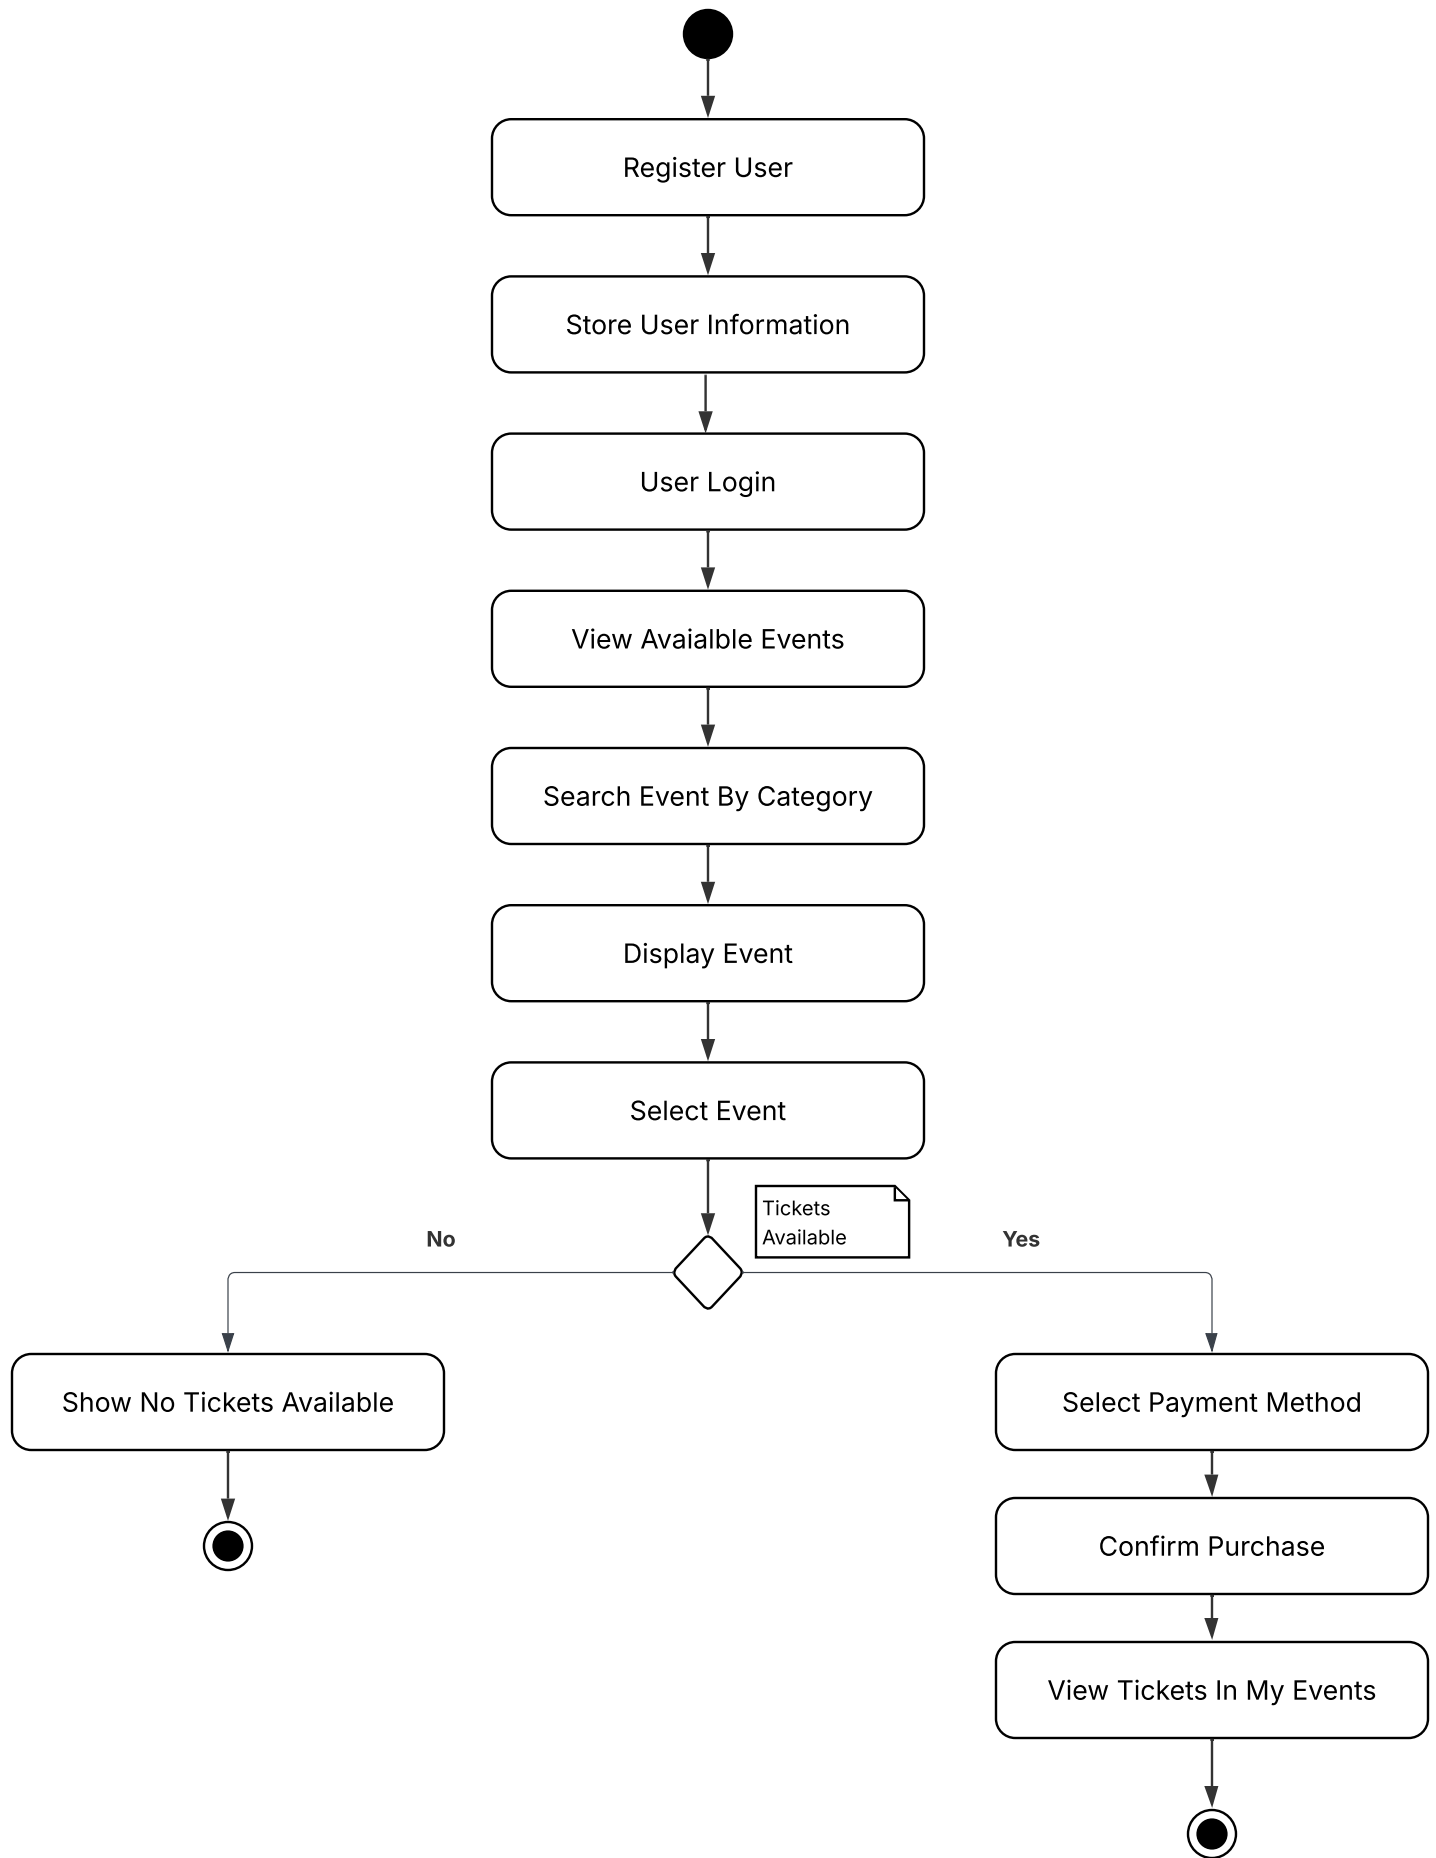 Register User
Store User Information
User Login
View Avaialble Events
Search Event By Category
Display Event
Select Event
Tickets
Available
No
Yes
Show No Tickets Available
Select Payment Method
Confirm Purchase
View Tickets In My Events